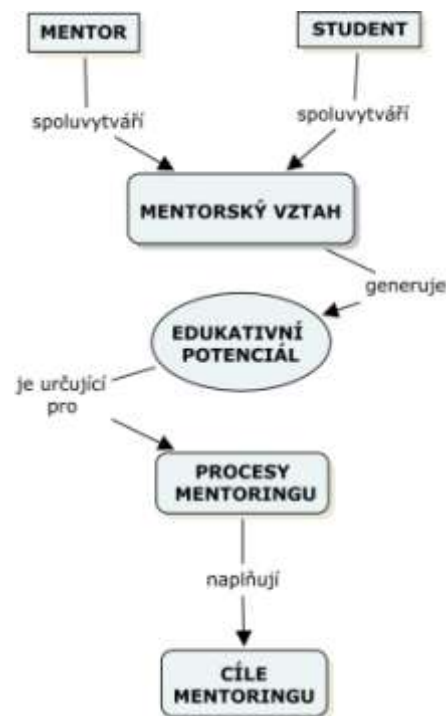 MENTOR
STUDENT
spoluvytváří
spoluvytváří
MENTORSKÝ VZTAH
generuje
EDUKATIVNÍ
POTENCIÁL
je určující
pro
PROCESY
MENTORINGU
naplňují
CÍLE
MENTORINGU